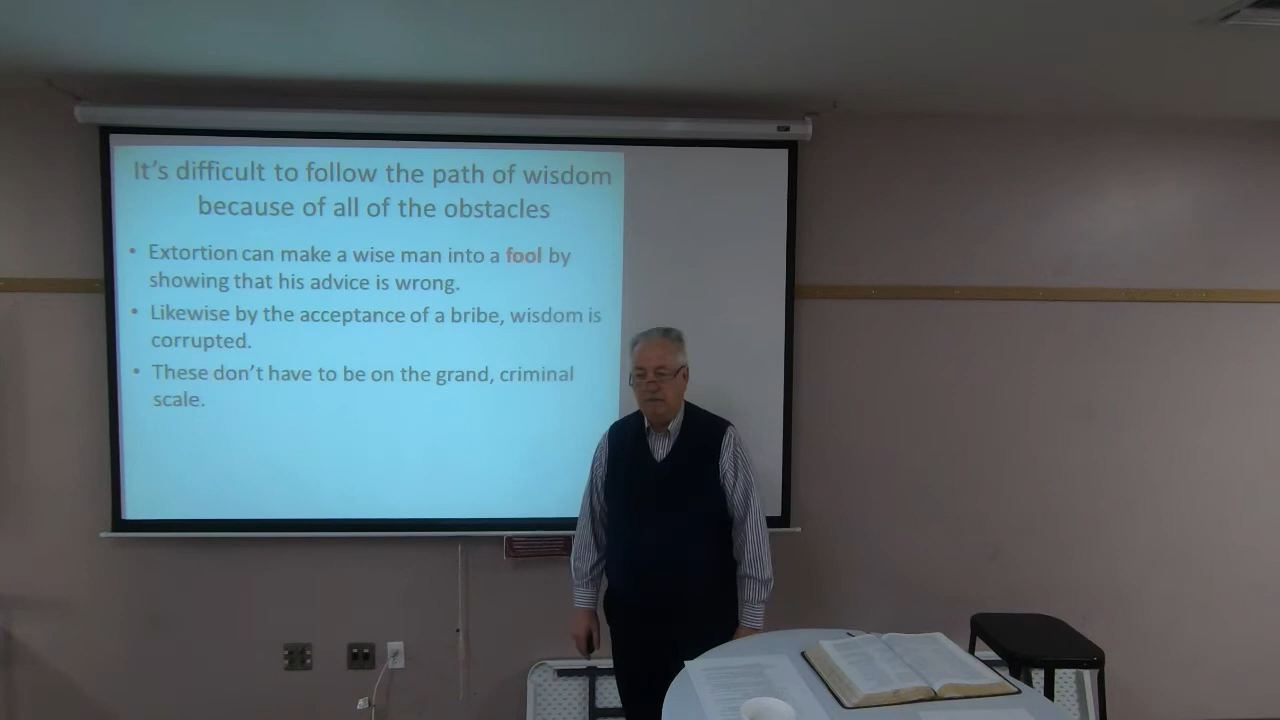 It's difficult to follow the path of wisdom
because of all of the obstacles
• Extortion can make a wise man into a fool by
showing that his advice is wrong.
• Likewise by the acceptance of a bribe, wisdom is
corrupted.
• These don't have to be on the grand, criminal
scale.